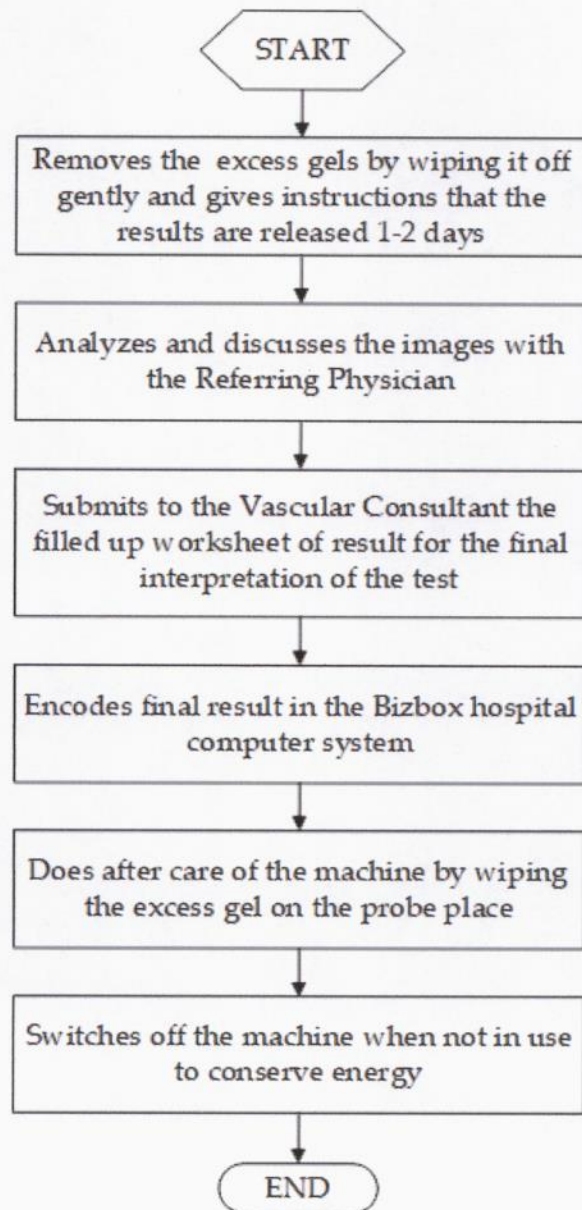 START
Removes the excess gels by wiping it off
gently and gives instructions that the
results are released 1-2 days
Analyzes and discusses the images with
the Referring Physician
Submits to the Vascular Consultant the
filled up worksheet of result for the final
interpretation of the test
Encodes final result in the Bizbox hospital
computer system
Does after care of the machine by wiping
the excess gel on the probe place
Switches off the machine when not in use
to conserve energy
END